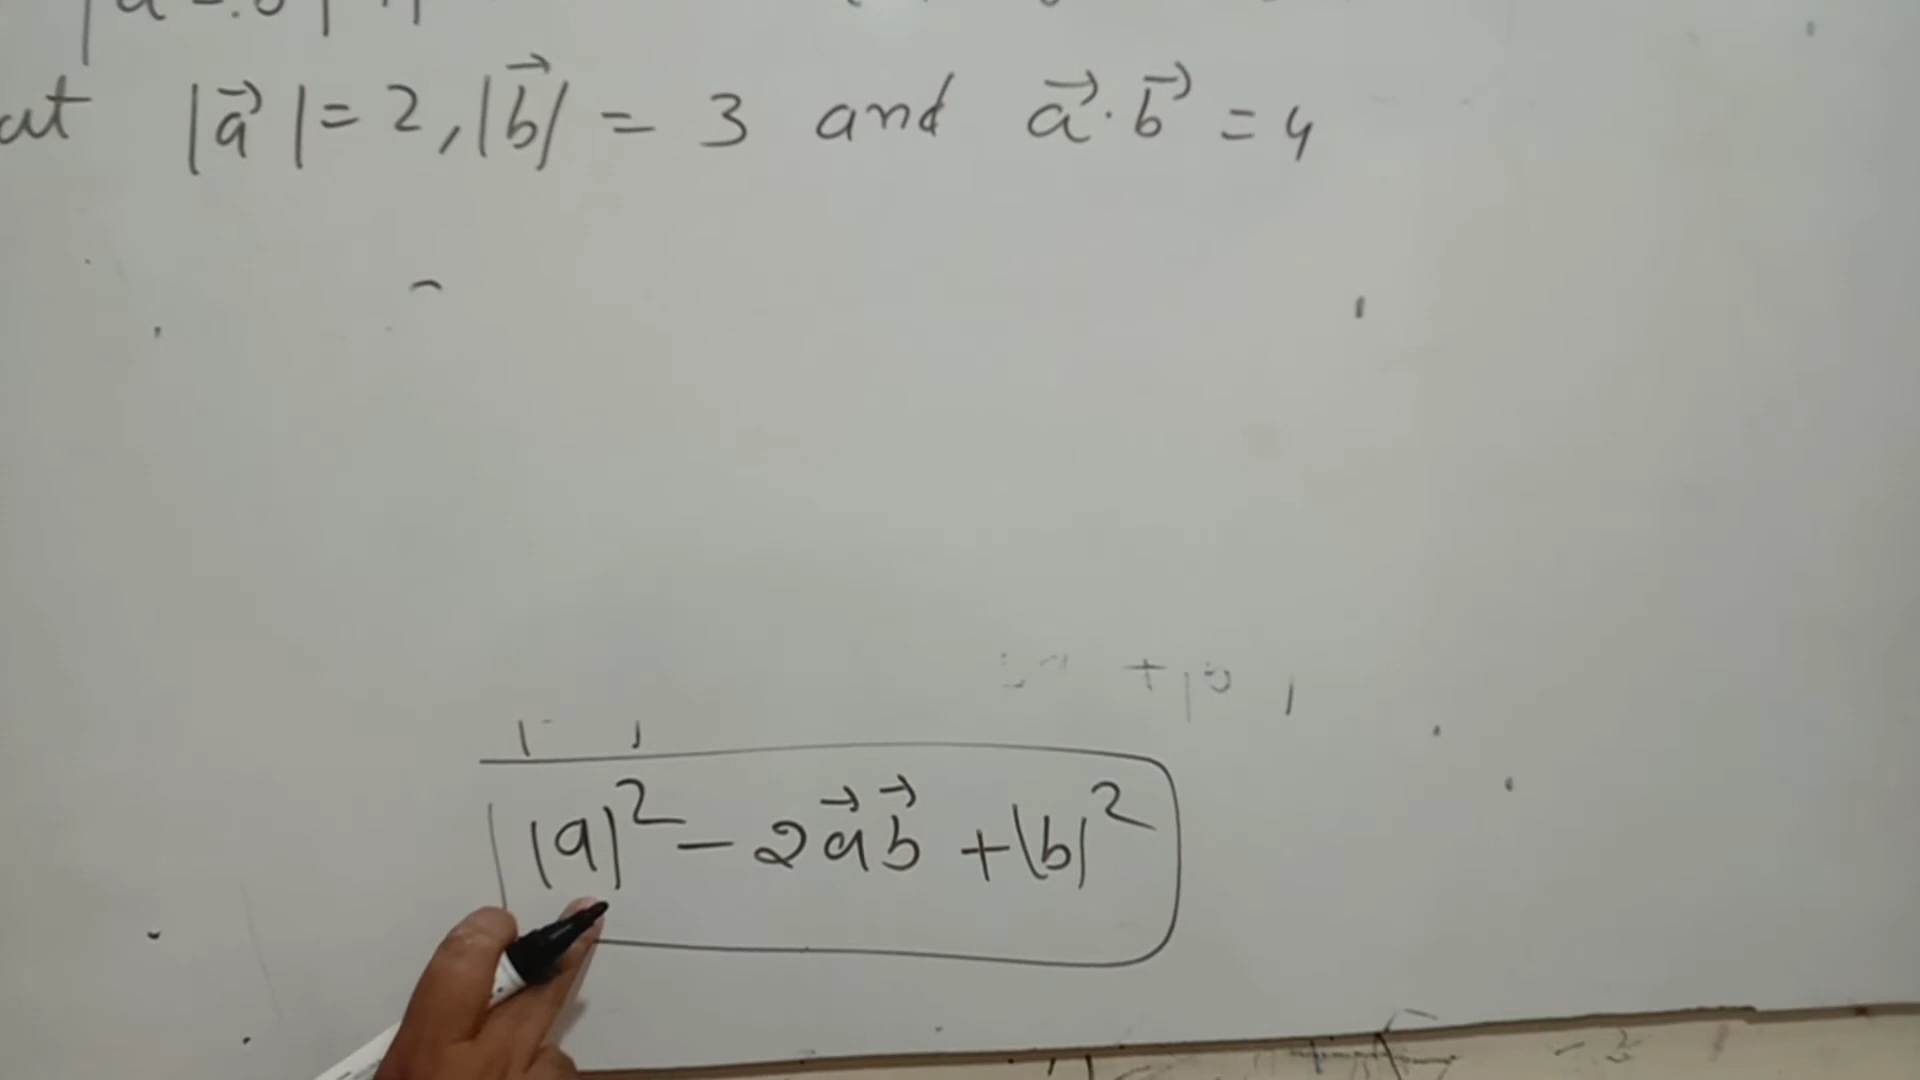 at |a⃗| = 2, |b⃗| = 3 and a⃗·b⃗ = 4
|a|² - 2a⃗b⃗ + |b|²